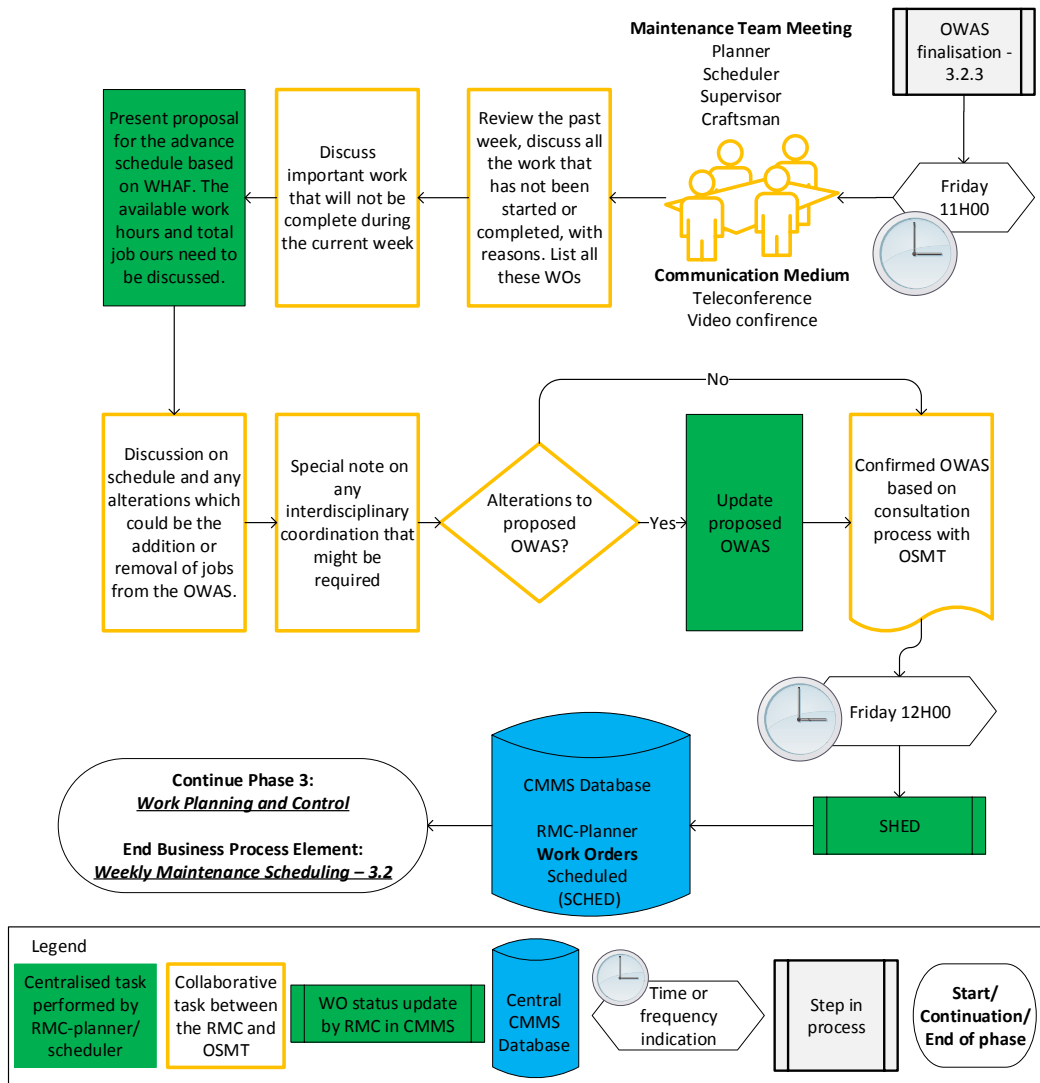 OWAS
finalisation -
3.2.3
Friday
11H00
Maintenance Team Meeting
Planner
Scheduler
Supervisor
Craftsman
Communication Medium
Teleconference
Video confirence
Review the past
week, discuss all
the work that
has not been
started or
completed, with
reasons. List all
these WOs
Discuss
important work
that will not be
complete during
the current week
Present proposal
for the advance
schedule based
on WHAF. The
available work
hours and total
job ours need to
be discussed.
Discussion on
schedule and any
alterations which
could be the
addition or
removal of jobs
from the OWAS.
Special note on
any
interdisciplinary
coordination that
might be
required
Alterations to
proposed
OWAS?
No
Yes
Update
proposed
OWAS
Confirmed OWAS
based on
consultation
process with
OSMT
Friday 12H00
SHED
CMMS Database
RMC-Planner
Work Orders
Scheduled
(SCHED)
Continue Phase 3:
Work Planning and Control
End Business Process Element:
Weekly Maintenance Scheduling – 3.2
Legend
Centralised task
performed by
RMC-planner/
scheduler
Collaborative
task between
the RMC and
OSMT
WO status update
by RMC in CMMS
Central
CMMS
Database
Time or
frequency
indication
Step in
process
Start/
Continuation/
End of phase